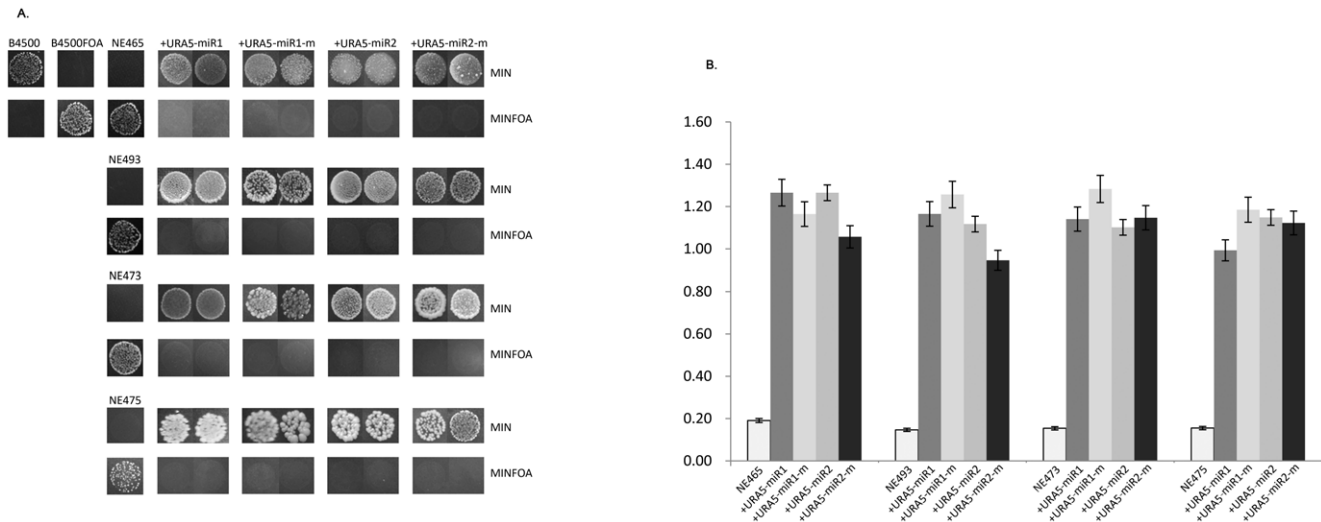 A.
B4500 B4500FOA NE465 +URA5-miR1 +URA5-miR1-m +URA5-miR2 +URA5-miR2-m
MIN
MINFOA
NE493
MIN
MINFOA
NE473
MIN
MINFOA
NE475
MIN
MINFOA
B.
1.60
1.40
1.20
1.00
0.80
0.60
0.40
0.20
0.00
NE465
+URA5-miR1
+URA5-miR1-m
+URA5-miR2
+URA5-miR2-m
NE493
+URA5-miR1
+URA5-miR1-m
+URA5-miR2
+URA5-miR2-m
NE473
+URA5-miR1
+URA5-miR1-m
+URA5-miR2
+URA5-miR2-m
NE475
+URA5-miR1
+URA5-miR1-m
+URA5-miR2
+URA5-miR2-m